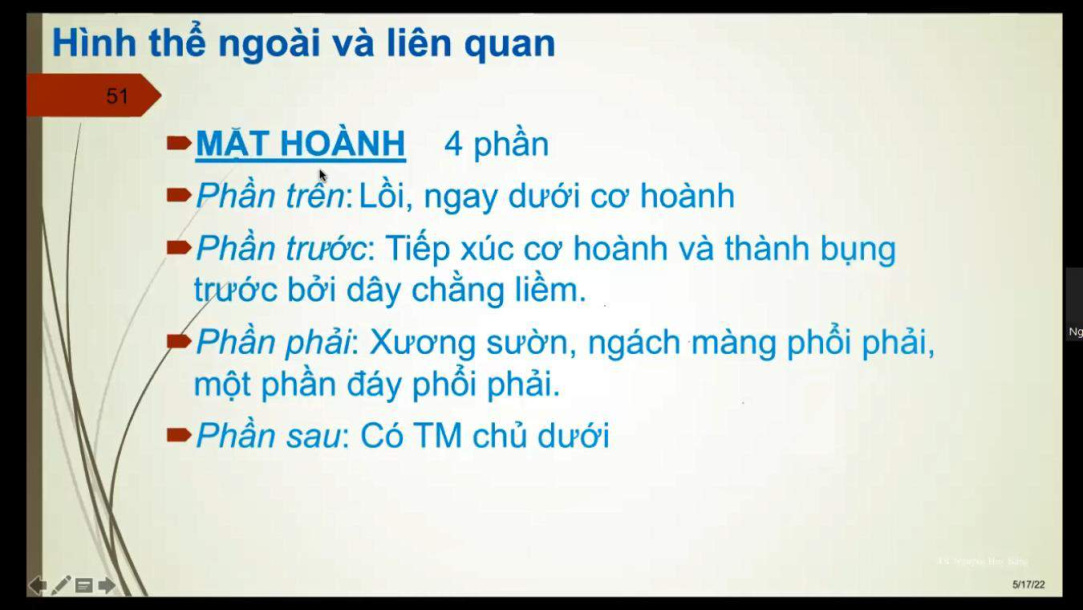 Hình thể ngoài và liên quan
51
MẶT HOÀNH 4 phần
Phần trên: Lồi, ngay dưới cơ hoành
Phần trước: Tiếp xúc cơ hoành và thành bụng
trước bởi dây chằng liềm.
Phần phải: Xương sườn, ngách màng phổi phải,
một phần đáy phổi phải.
Phần sau: Có TM chủ dưới
Ng
5/17/22